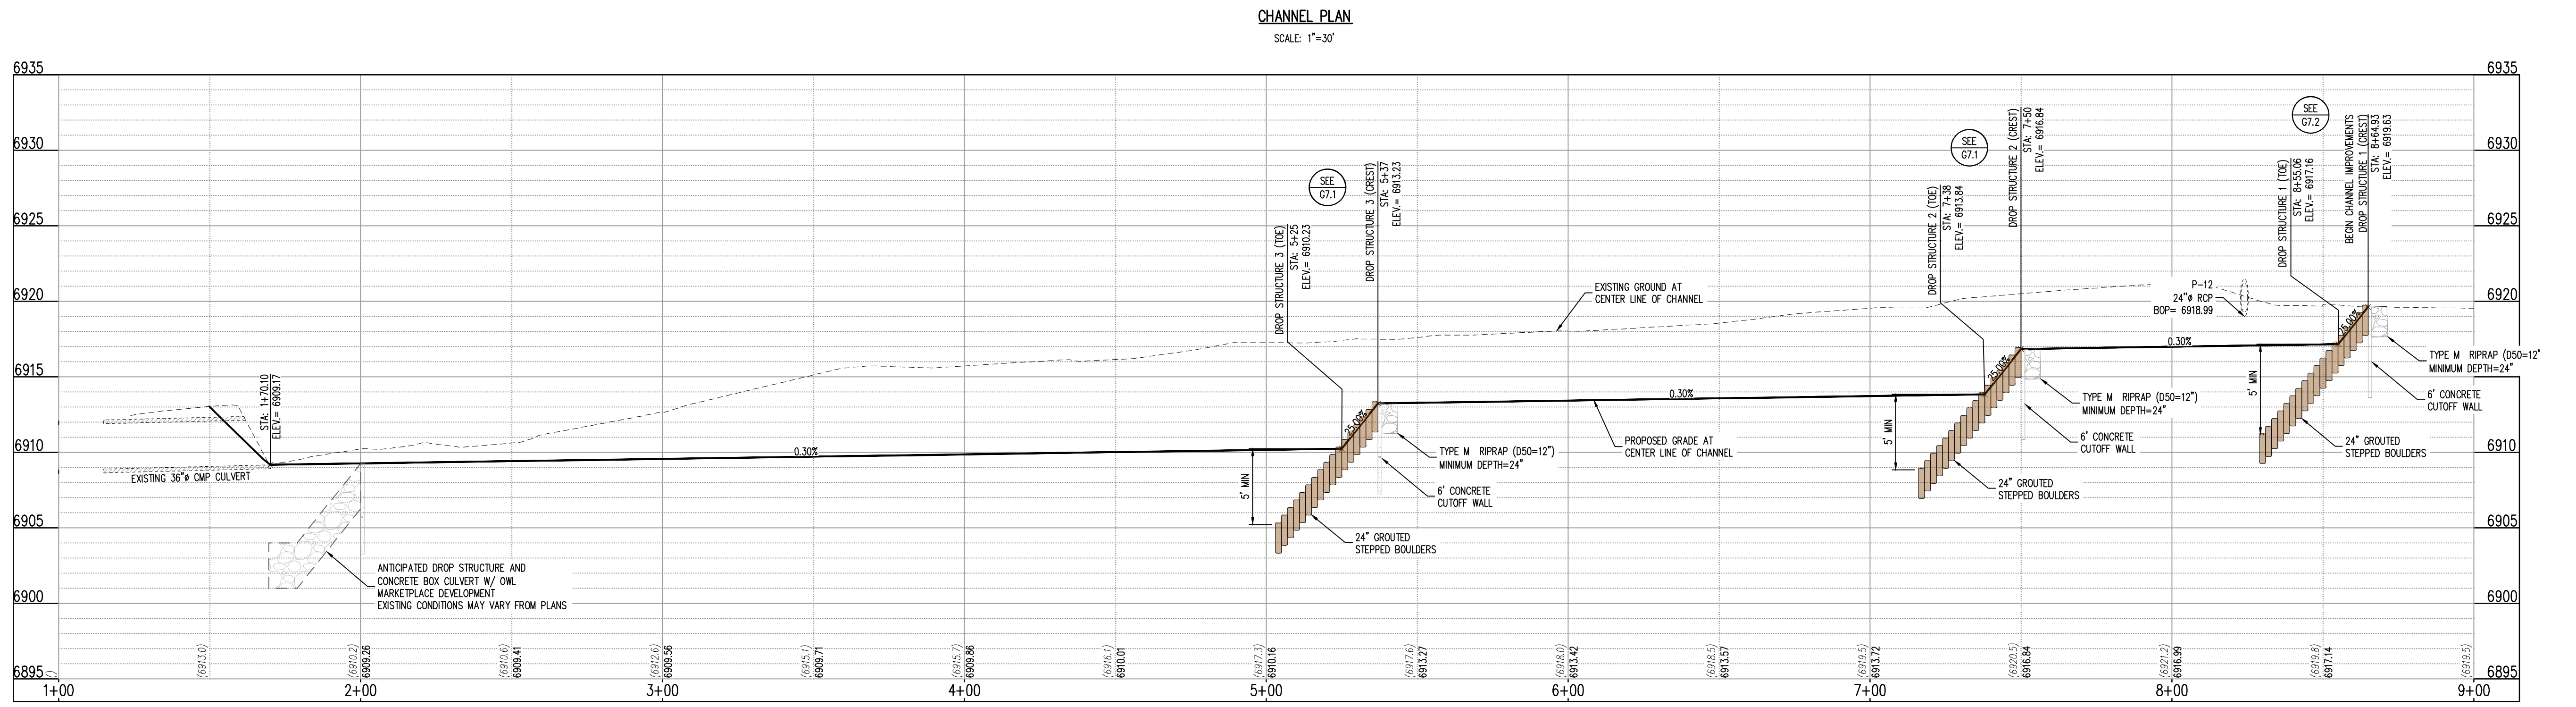 CHANNEL PLAN
SCALE: 1"=30'
6935
6935
6930
6930
6925
6925
6920
6920
6915
6915
6910
6910
6905
6905
6900
6900
6895
6895
STA: 1+70.10
ELEV.= 6909.17
EXISTING 36"ø CMP CULVERT
ANTICIPATED DROP STRUCTURE AND
CONCRETE BOX CULVERT W/ OWL
MARKETPLACE DEVELOPMENT
EXISTING CONDITIONS MAY VARY FROM PLANS
0.30%
5' MIN
DROP STRUCTURE 3 (TOE)
STA: 5+25
ELEV.= 6910.23
SEE
G7.1
DROP STRUCTURE 3 (CREST)
STA: 5+37
ELEV.= 6913.23
25.00%
TYPE M RIPRAP (D50=12")
MINIMUM DEPTH=24"
6' CONCRETE
CUTOFF WALL
24" GROUTED
STEPPED BOULDERS
EXISTING GROUND AT
CENTER LINE OF CHANNEL
PROPOSED GRADE AT
CENTER LINE OF CHANNEL
0.30%
5' MIN
DROP STRUCTURE 2 (TOE)
STA: 7+38
ELEV.= 6913.84
SEE
G7.1
DROP STRUCTURE 2 (CREST)
STA: 7+50
ELEV.= 6916.84
25.00%
TYPE M RIPRAP (D50=12")
MINIMUM DEPTH=24"
6' CONCRETE
CUTOFF WALL
24" GROUTED
STEPPED BOULDERS
0.30%
P-12
24"ø RCP
BOP= 6918.99
5' MIN
DROP STRUCTURE 1 (TOE)
STA: 8+55.06
ELEV.= 6917.16
SEE
G7.2
BEGIN CHANNEL IMPROVEMENTS
DROP STRUCTURE 1 (CREST)
STA: 8+64.93
ELEV.= 6919.63
25.00%
TYPE M RIPRAP (D50=12"
MINIMUM DEPTH=24"
6' CONCRETE
CUTOFF WALL
24" GROUTED
STEPPED BOULDERS
()
(6913.0)
(6910.2)
6909.26
(6910.6)
6909.41
(6912.6)
6909.56
(6915.1)
6909.71
(6915.7)
6909.86
(6916.1)
6910.01
(6917.3)
6910.16
(6917.6)
6913.27
(6918.0)
6913.42
(6918.5)
6913.57
(6919.5)
6913.72
(6920.5)
6916.84
(6921.2)
6916.99
(6919.8)
6917.14
(6919.5)
1+00
2+00
3+00
4+00
5+00
6+00
7+00
8+00
9+00